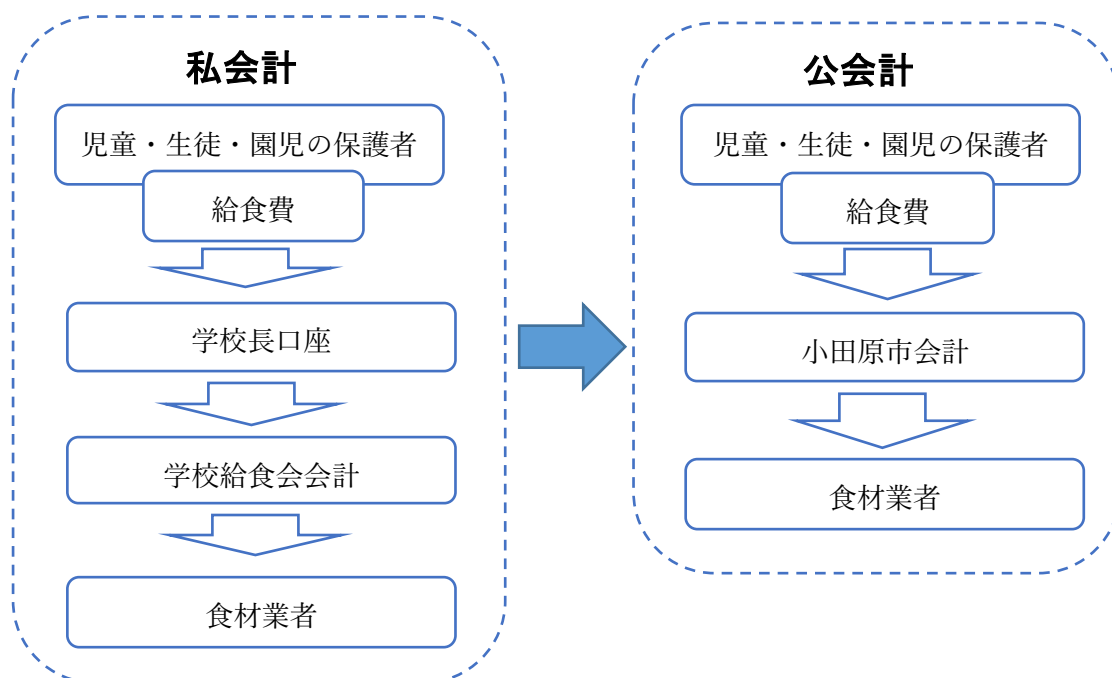 私会計
児童・生徒・園児の保護者
給食費
学校長口座
学校給食会会計
食材業者
公会計
児童・生徒・園児の保護者
給食費
小田原市会計
食材業者